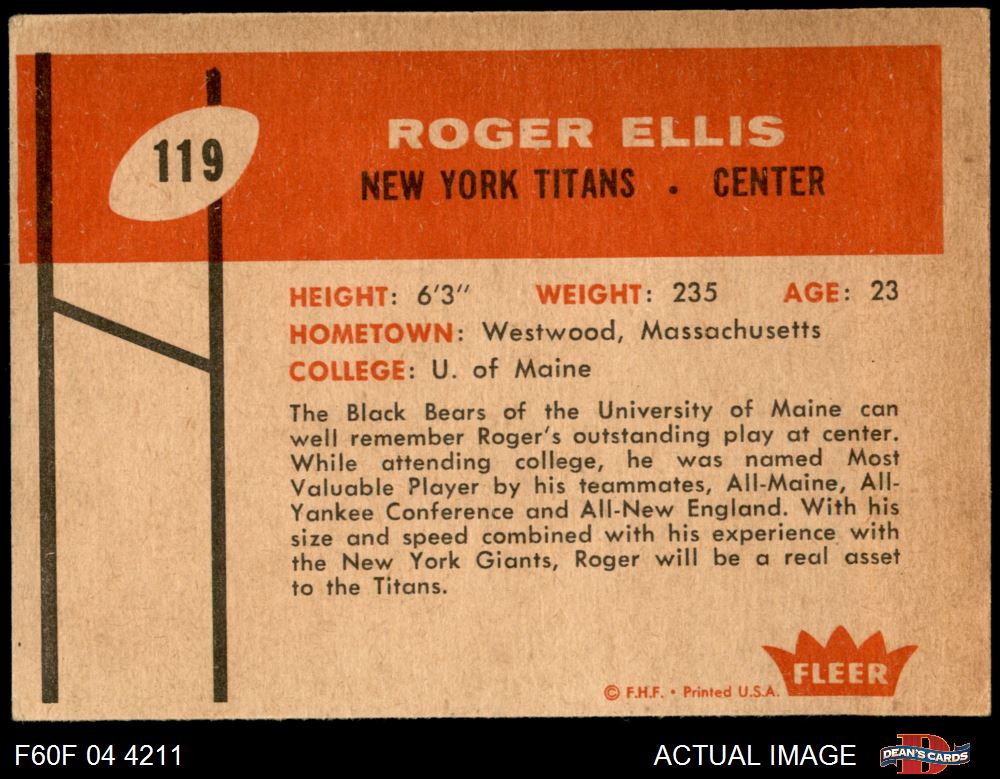 119
ROGER ELLIS
NEW YORK TITANS . CENTER
HEIGHT: 6'3" WEIGHT: 235 AGE: 23
HOMETOWN: Westwood, Massachusetts
COLLEGE: U. of Maine
The Black Bears of the University of Maine can
well remember Roger's outstanding play at center.
While attending college, he was named Most
Valuable Player by his teammates, All-Maine, All-
Yankee Conference and All-New England. With his
size and speed combined with his experience with
the New York Giants, Roger will be a real asset
to the Titans.
FLEER
© F.H.F. • Printed U.S.A.
F60F 04 4211
ACTUAL IMAGE
D
DEAN'S CARDS